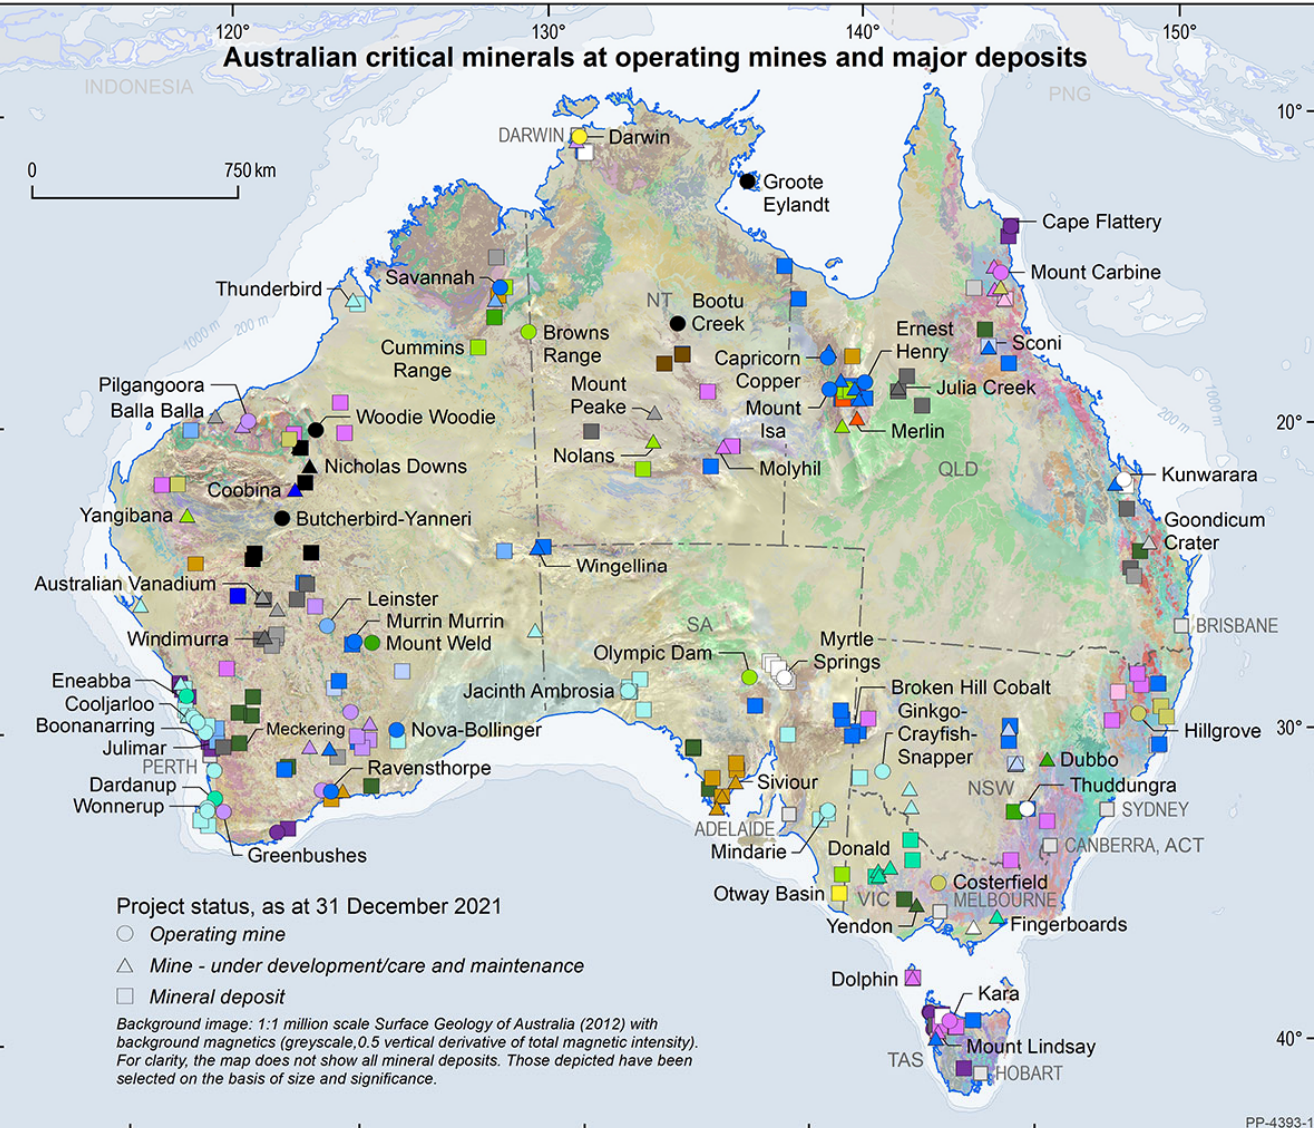 120°
130°
140°
150°
Australian critical minerals at operating mines and major deposits
INDONESIA
PNG
10°
DARWIN
Darwin
0
750 km
Groote
Eylandt
Cape Flattery
Savannah
Mount Carbine
Thunderbird
NT
Bootu
Creek
1000 m
200 m
Browns
Range
Ernest
Henry
Sconi
Cummins
Range
Capricorn
Copper
Pilgangoora
Mount
Peake
Julia Creek
Balla Balla
Woodie Woodie
Mount
Isa
200 m
1000 m
20°
Merlin
Nolans
Molyhil
QLD
Nicholas Downs
Kunwarara
Coobina
Yangibana
Butcherbird-Yanneri
Goondicum
Crater
Wingellina
Australian Vanadium
Leinster
Murrin Murrin
SA
BRISBANE
Windimurra
Mount Weld
Olympic Dam
Myrtle
Springs
Eneabba
Jacinth Ambrosia
Broken Hill Cobalt
Cooljarloo
Ginkgo-
Crayfish-
Snapper
Boonanarring
Meckering
Nova-Bollinger
Hillgrove
30°
Julimar
PERTH
Ravensthorpe
Dubbo
Dardanup
Siviour
NSW
Thuddungra
Wonnerup
SYDNEY
ADELAIDE
Mindarie
Donald
CANBERRA, ACT
Greenbushes
Otway Basin
VIC
Costerfield
MELBOURNE
Yendon
Fingerboards
Project status, as at 31 December 2021
Operating mine
Mine - under development/care and maintenance
Mineral deposit
Dolphin
Kara
Background image: 1:1 million scale Surface Geology of Australia (2012) with
background magnetics (greyscale,0.5 vertical derivative of total magnetic intensity).
For clarity, the map does not show all mineral deposits. Those depicted have been
selected on the basis of size and significance.
Mount Lindsay
40°
TAS
HOBART
PP-4393-1